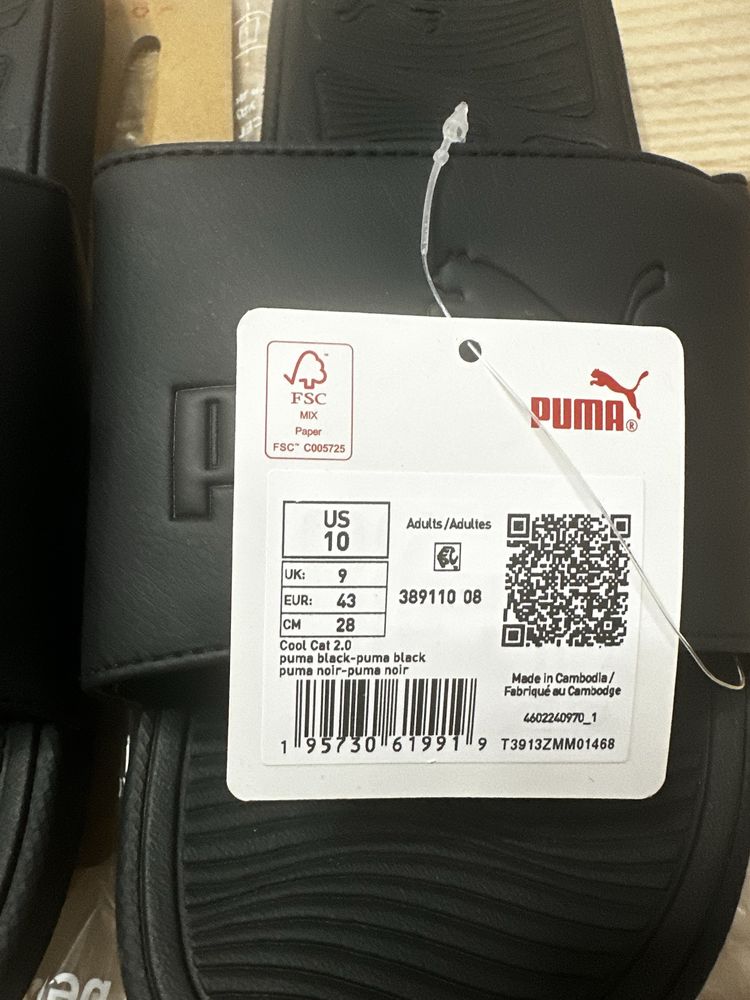 FSC
MIX
Paper
FSC™ C005725
PUMA®
US
10
UK: 9
EUR: 43
CM 28
Adults/Adultes
389110 08
Cool Cat 2.0
puma black-puma black
puma noir-puma noir
Made in Cambodia/
Fabriqué au Cambodge
4602240970_1
1 95730 61991 9
T3913ZMM01468